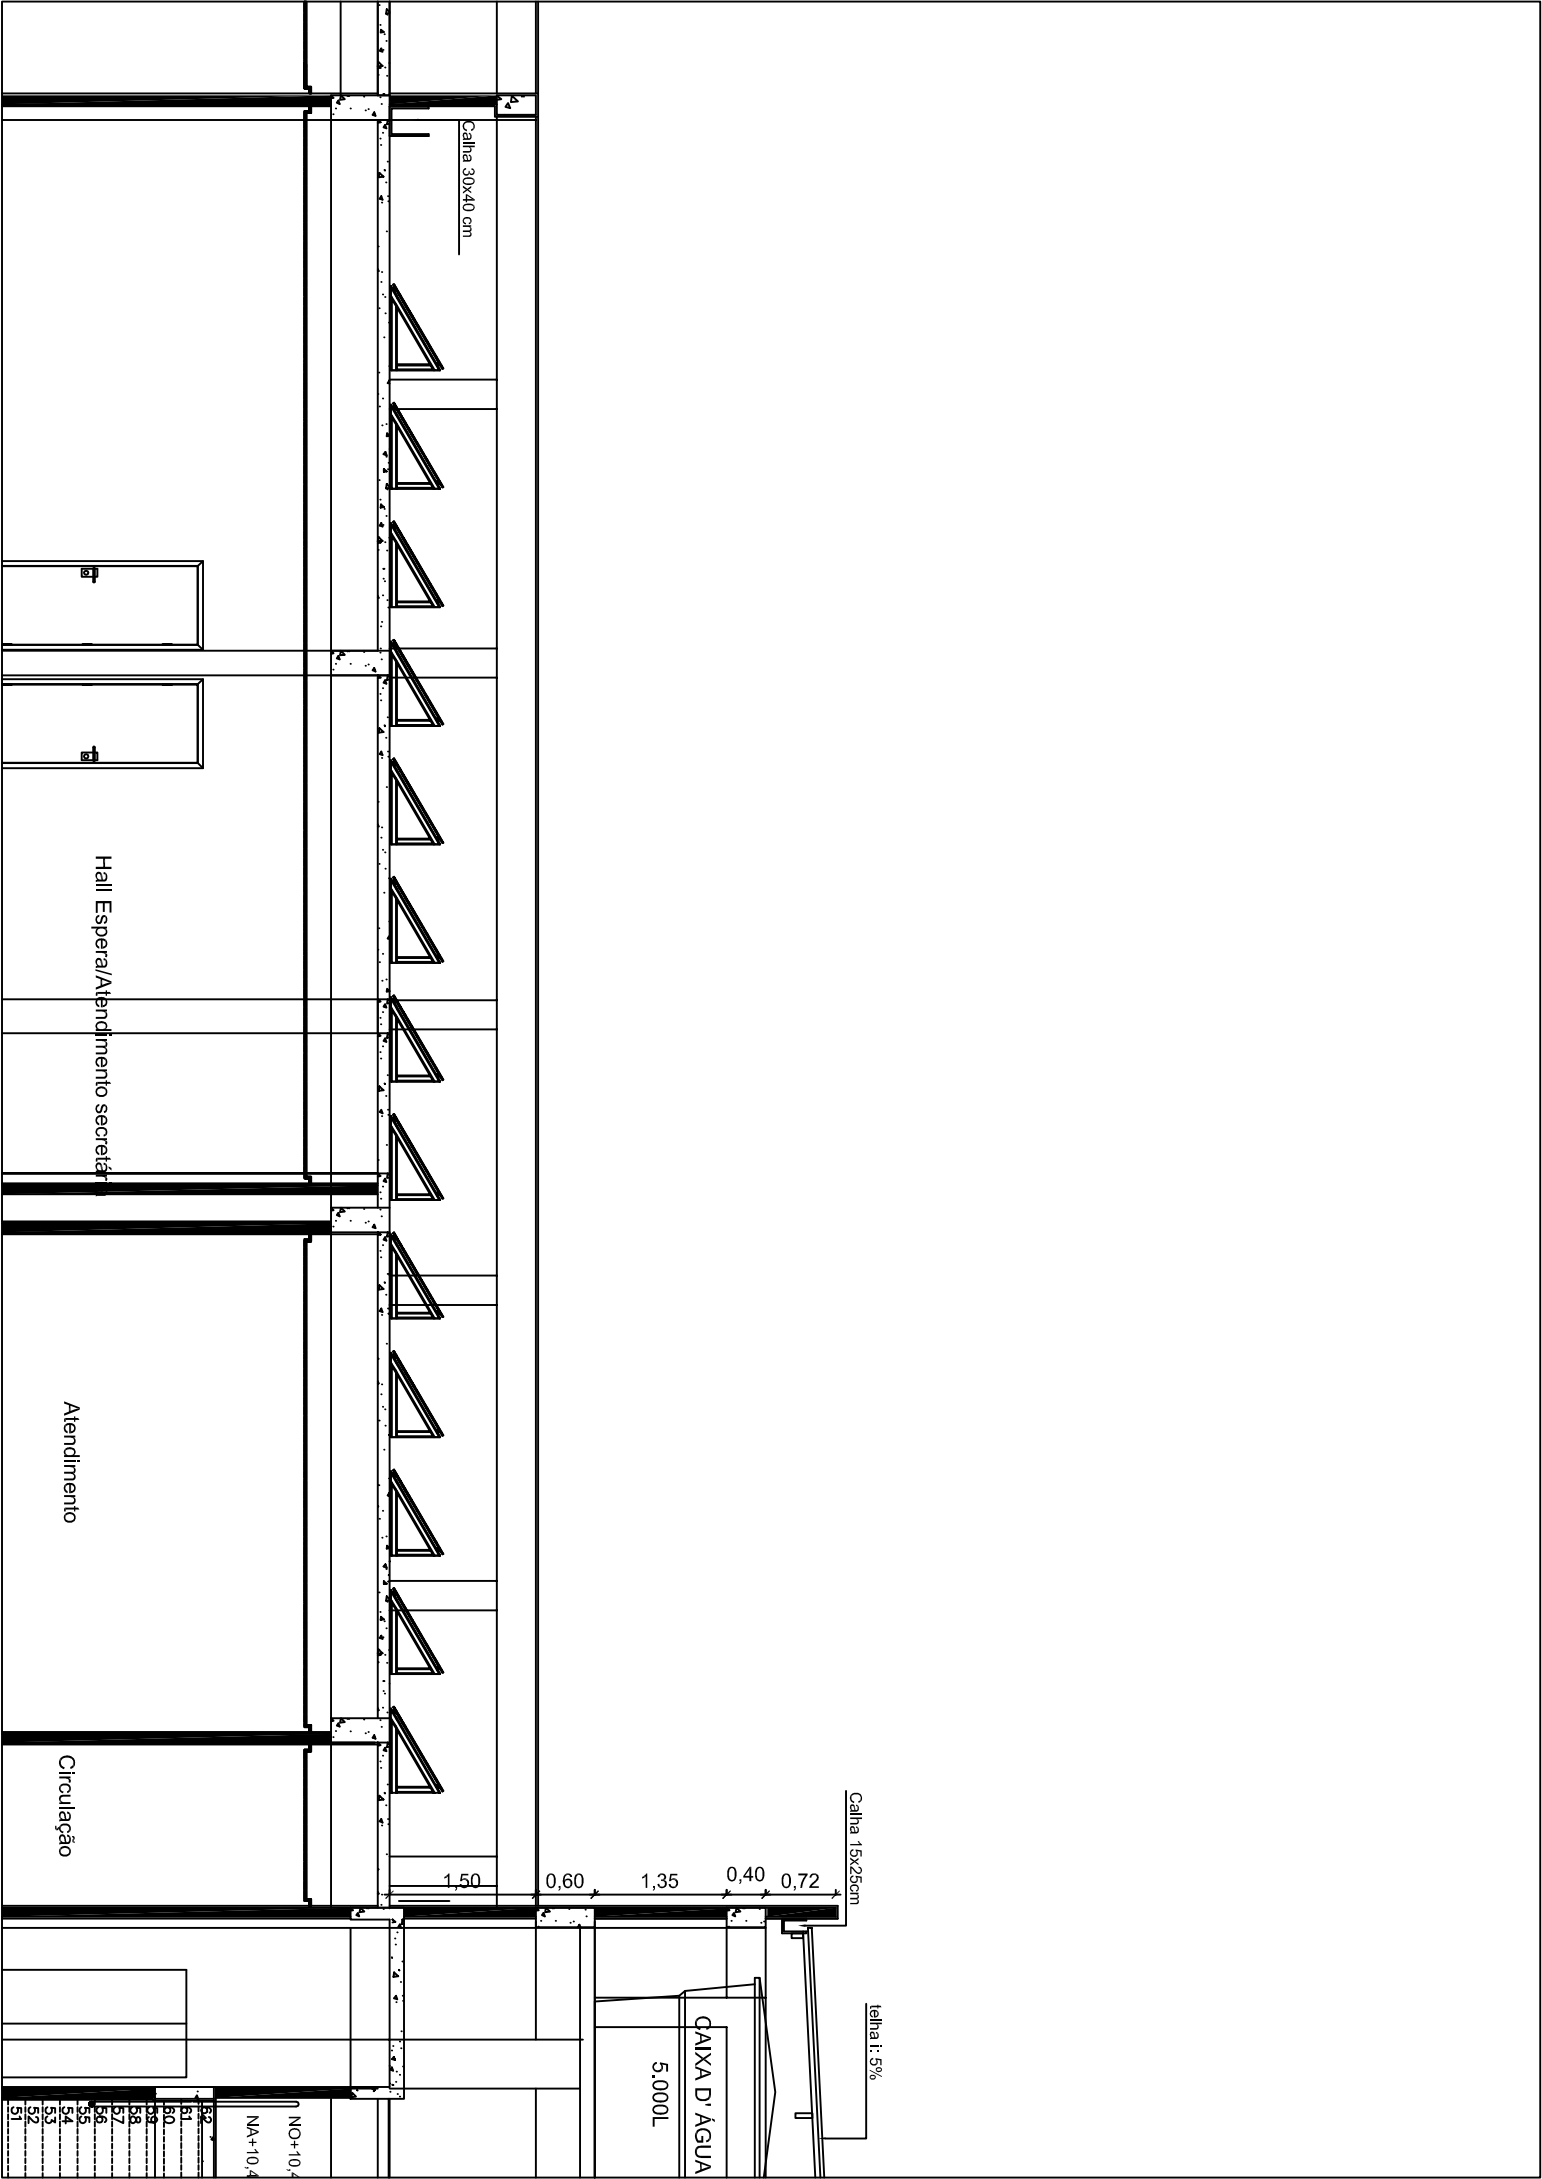 Calha 30x40 cm
Calha 15x25cm
telha i: 5%
0,72
0,40
1,35
0,60
1,50
CAIXA D' ÁGUA
5.000L
NO+10,4
NA+10,4
Hall Espera/Atendimento
Atendimento
Circulação
62
61
60
59
58
57
56
55
54
53
52
51